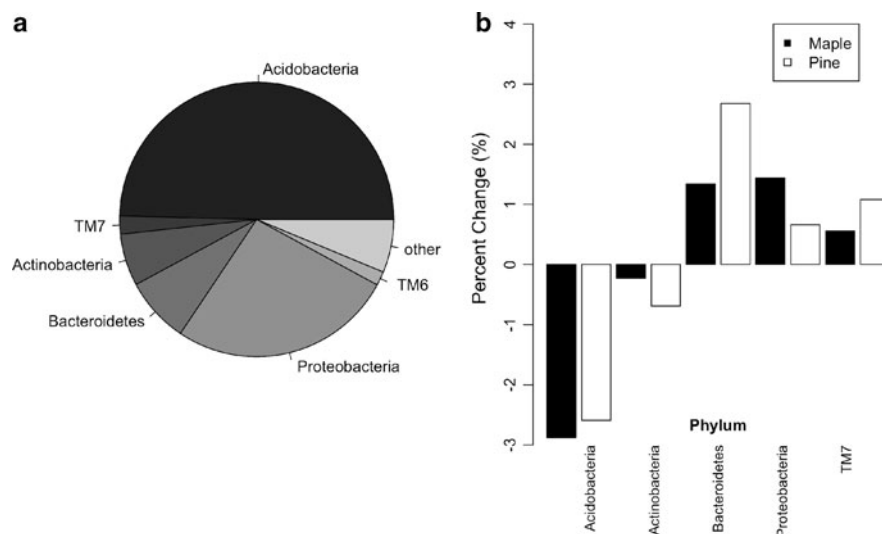 a
Acidobacteria
TM7
Actinobacteria
Bacteroidetes
Proteobacteria
TM6
other
b
Percent Change (%)
4
3
2
1
0
-1
-2
-3
Maple
Pine
Phylum
Acidobacteria
Actinobacteria
Bacteroidetes
Proteobacteria
TM7